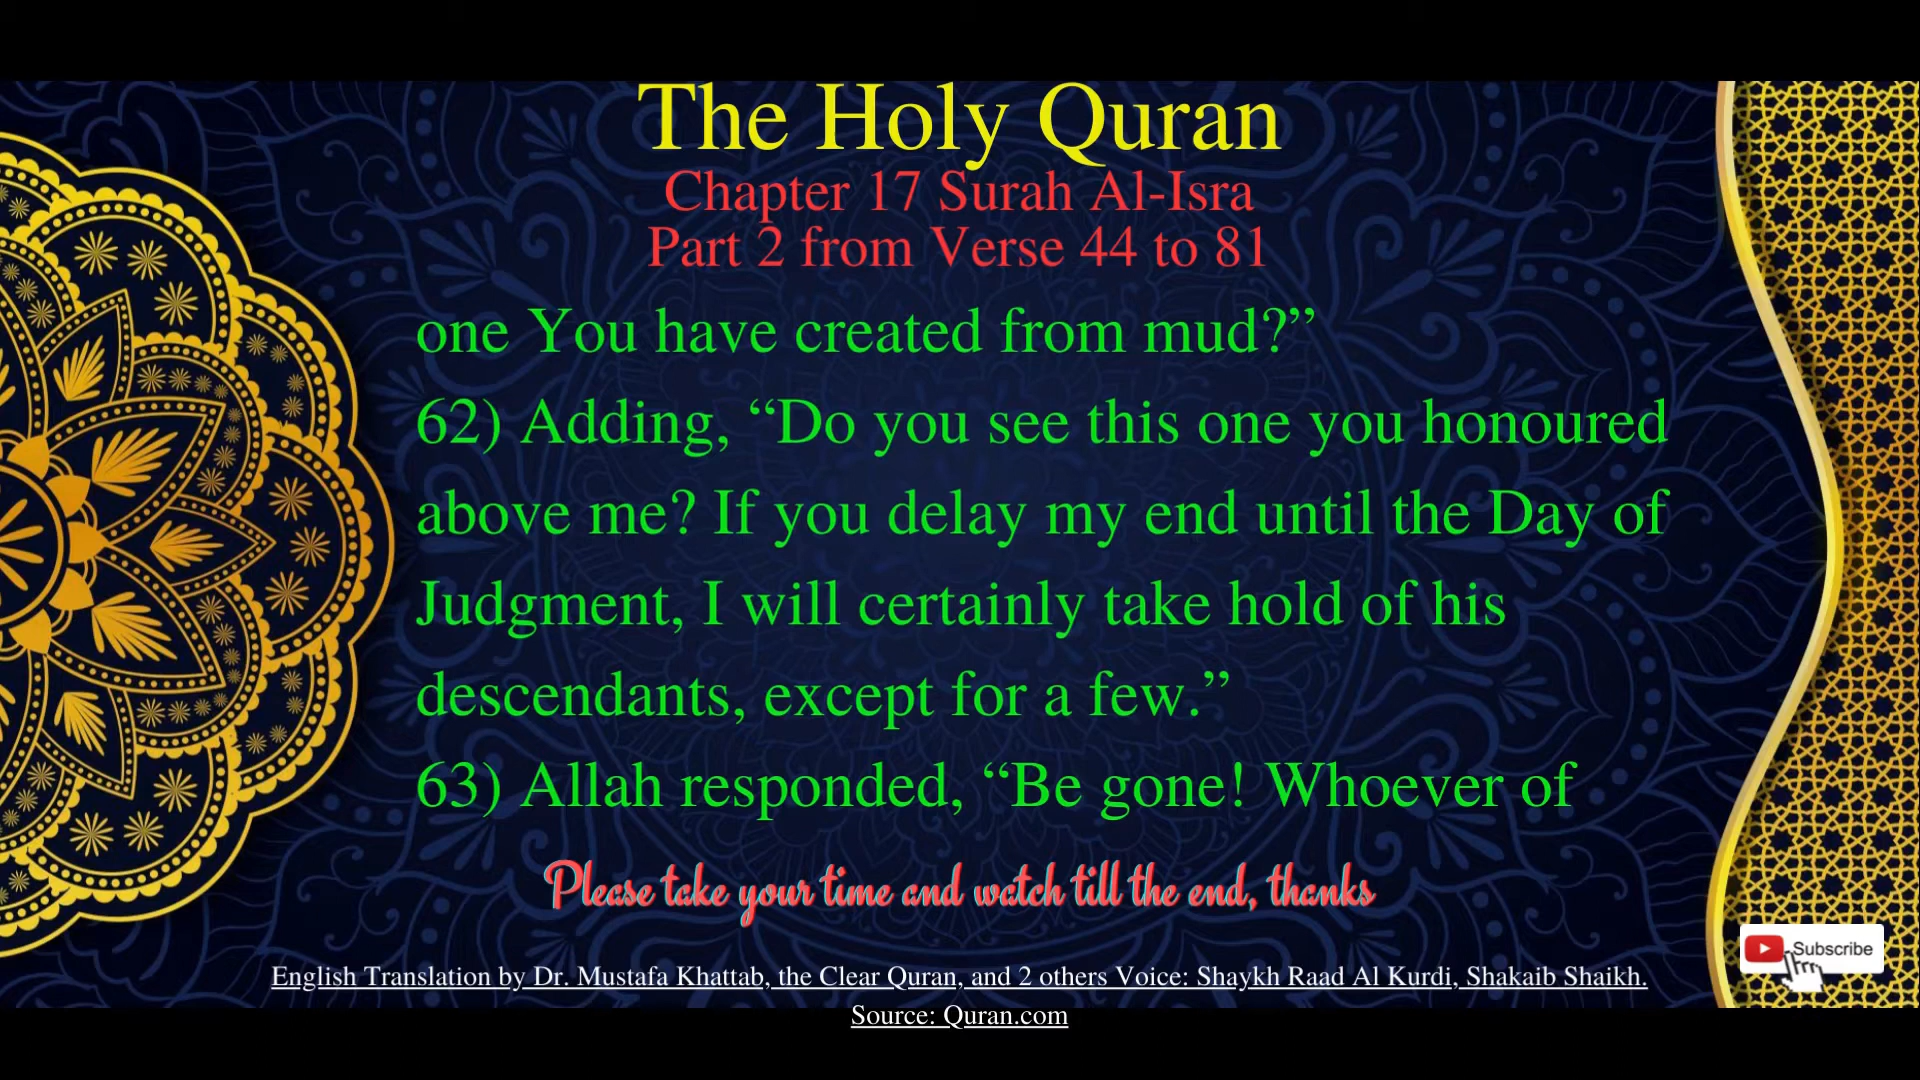 The Holy Quran
Chapter 17 Surah Al-Isra
Part 2 from Verse 44 to 81
one You have created from mud?”
62) Adding, “Do you see this one you honoured
above me? If you delay my end until the Day of
Judgment, I will certainly take hold of his
descendants, except for a few.”
63) Allah responded, “Be gone! Whoever of
Please take your time and watch till the end, thanks
Subscribe
English Translation by Dr. Mustafa Khattab, the Clear Quran, and 2 others Voice: Shaykh Raad Al Kurdi, Shakaib Shaikh.
Source: Quran.com